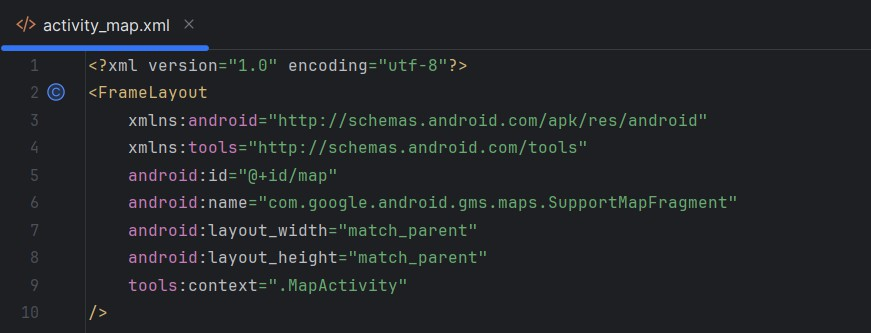 </> activity_map.xml ×
1 <?xml version="1.0" encoding="utf-8"?>
2 © <FrameLayout
3 xmlns:android="http://schemas.android.com/apk/res/android"
4 xmlns:tools="http://schemas.android.com/tools"
5 android:id="@+id/map"
6 android:name="com.google.android.gms.maps.SupportMapFragment"
7 android:layout_width="match_parent"
8 android:layout_height="match_parent"
9 tools:context=".MapActivity"
10 />